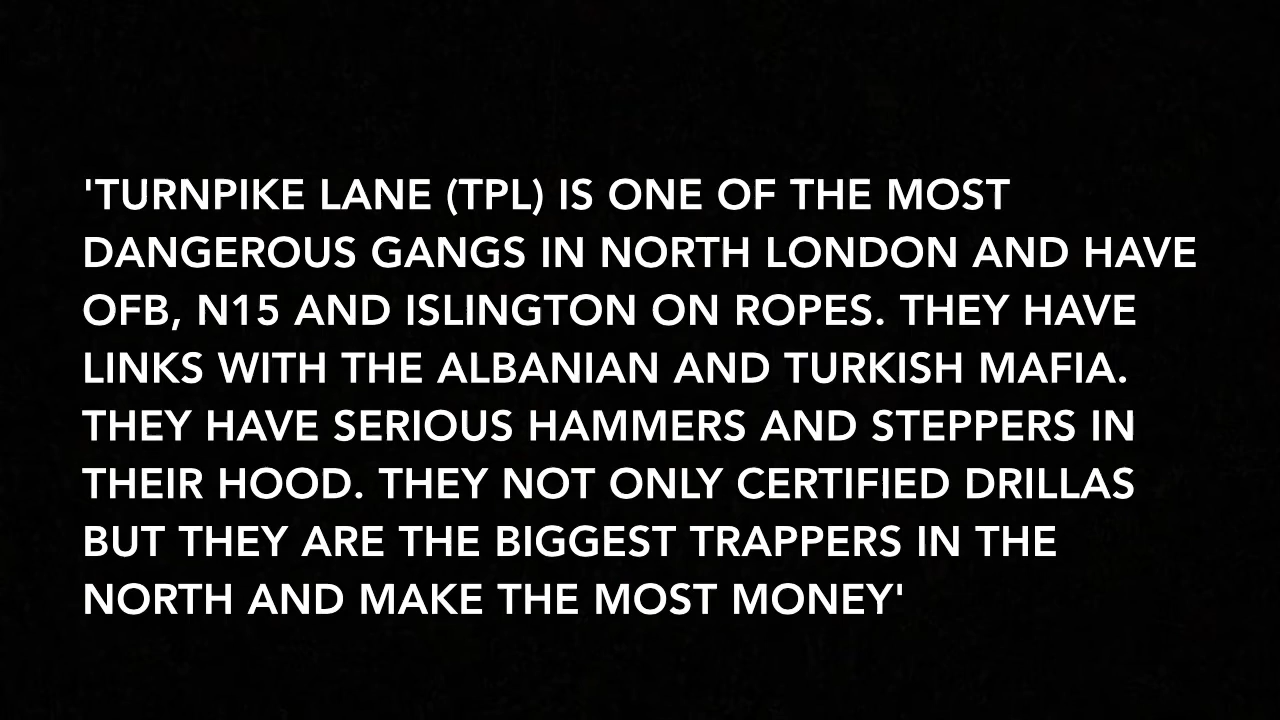 'TURNPIKE LANE (TPL) IS ONE OF THE MOST
DANGEROUS GANGS IN NORTH LONDON AND HAVE
OFB, N15 AND ISLINGTON ON ROPES. THEY HAVE
LINKS WITH THE ALBANIAN AND TURKISH MAFIA.
THEY HAVE SERIOUS HAMMERS AND STEPPERS IN
THEIR HOOD. THEY NOT ONLY CERTIFIED DRILLAS
BUT THEY ARE THE BIGGEST TRAPPERS IN THE
NORTH AND MAKE THE MOST MONEY'